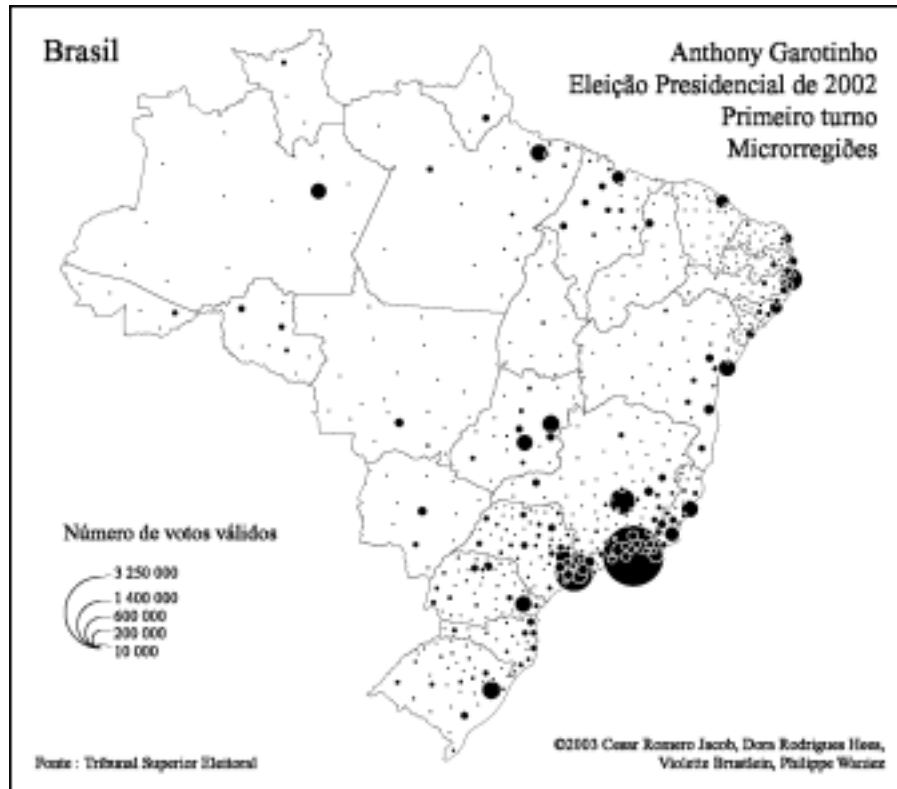 Brasil
Anthony Garotinho
Eleição Presidencial de 2002
Primeiro turno
Microrregiões
Número de votos válidos
3 250 000
1 400 000
600 000
200 000
10 000
Fonte : Tribunal Superior Eleitoral
©2003 Cesar Romero Jacob, Dora Rodrigues Hees,
Violette Brustlein, Philippe Waniez